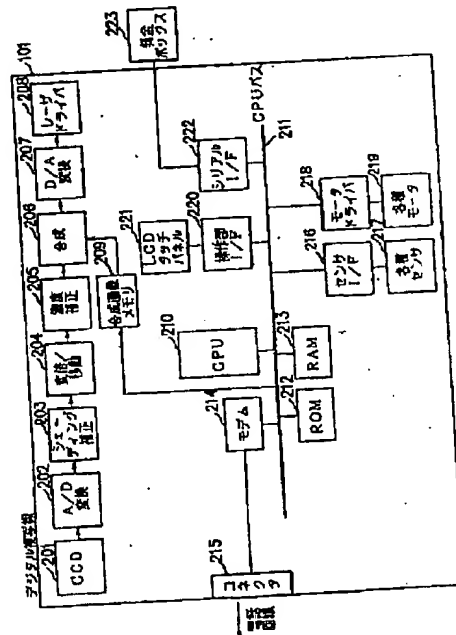 デジタル複写機
101
201
CCD
202
A/D
変換
203
シェー
ディング
補正
204
変倍/
移動
205
濃度
補正
206
合成
207
D/A
変換
208
レーザ
ドライバ
209
合成画像
メモリ
210
CPU
211
CPUバス
212
ROM
213
RAM
214
モデム
215
コネクタ
216
センサ
I/F
217
各種
センサ
218
モータ
ドライバ
219
各種
モータ
220
操作部
I/F
221
LCD
タッチ
パネル
222
シリアル
I/F
223
課金
ボックス
回線